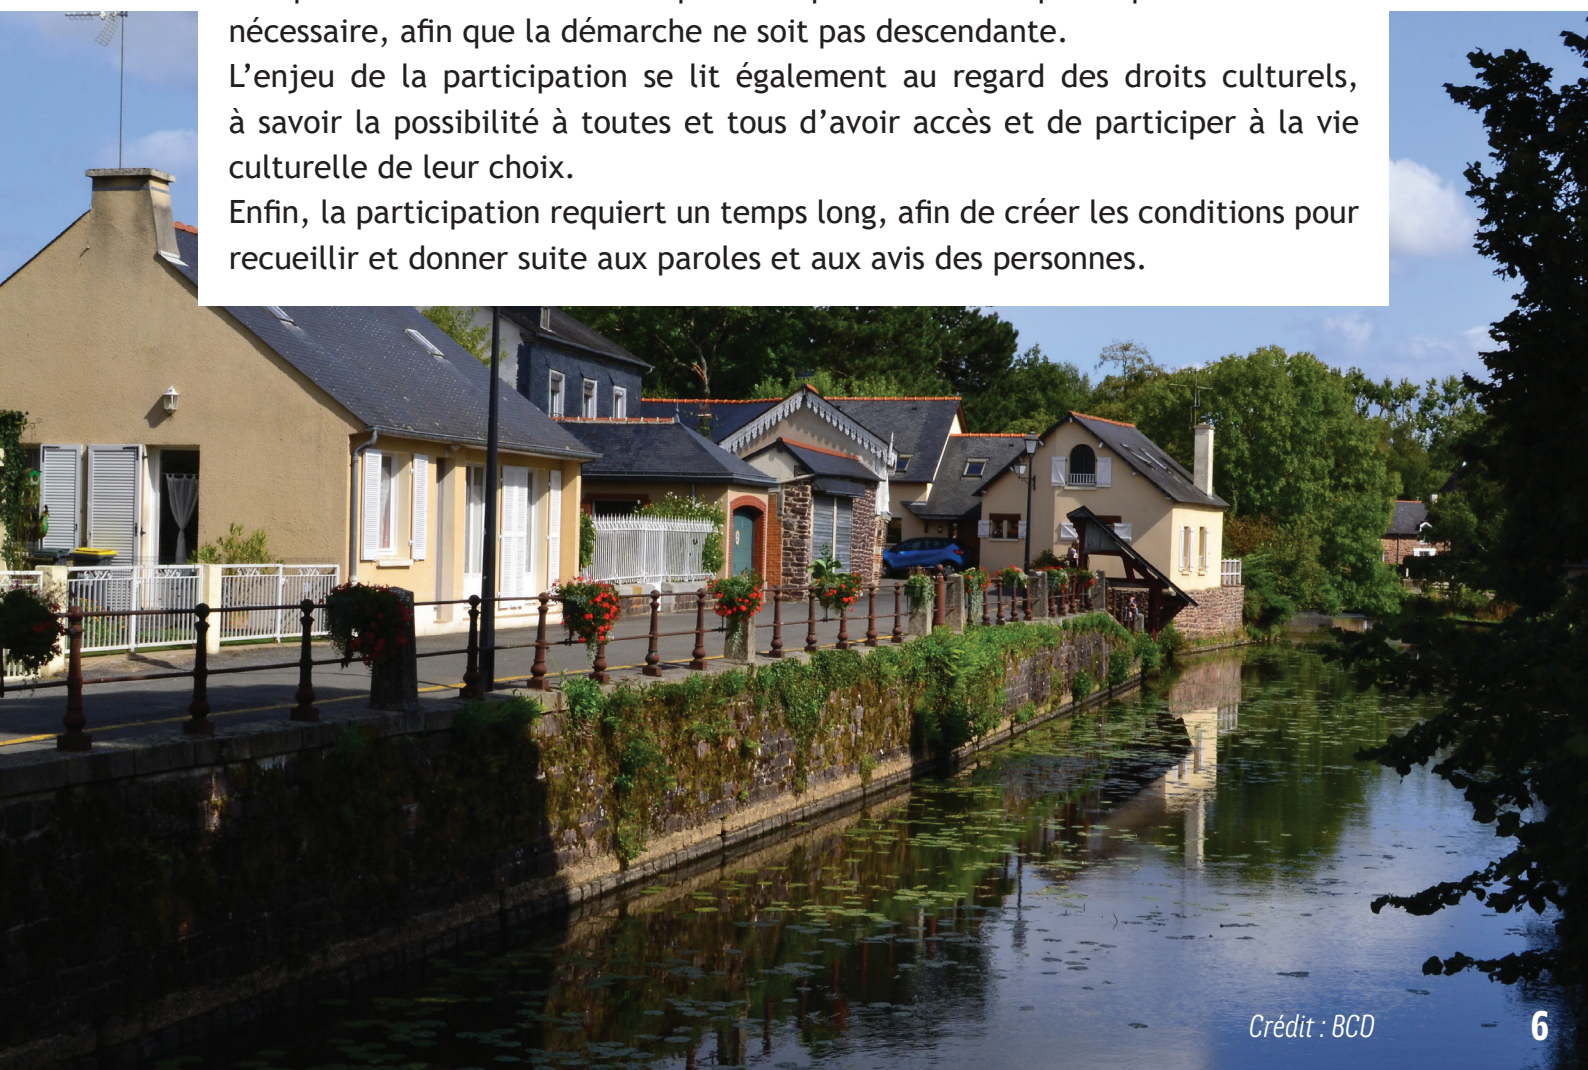 nécessaire, afin que la démarche ne soit pas descendante.
L’enjeu de la participation se lit également au regard des droits culturels,
à savoir la possibilité à toutes et tous d’avoir accès et de participer à la vie
culturelle de leur choix.
Enfin, la participation requiert un temps long, afin de créer les conditions pour
recueillir et donner suite aux paroles et aux avis des personnes.
Crédit : BCD
6